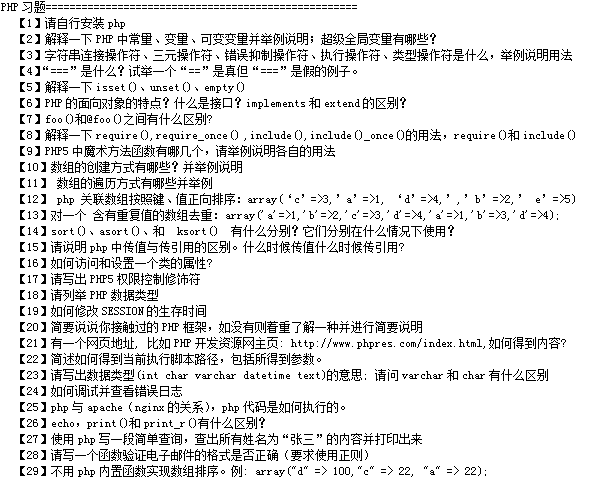 PHP 习题==================================================
【1】请自行安装 php
【2】解释一下 PHP 中常量、变量、可变变量并举例说明；超级全局变量有哪些？
【3】字符串连接操作符、三元操作符、错误抑制操作符、执行操作符、类型操作符是什么，举例说明用法
【4】“===”是什么？试举一个“==”是真但“===”是假的例子。
【5】解释一下 isset()、unset()、empty()
【6】PHP 的面向对象的特点？什么是接口？implements 和 extend 的区别？
【7】foo()和@foo()之间有什么区别?
【8】解释一下 require(),require_once() ,include(),include()_once()的用法，require()和 include()
【9】PHP5 中魔术方法函数有哪几个，请举例说明各自的用法
【10】数组的创建方式有哪些？并举例说明
【11】 数组的遍历方式有哪些并举例
【12】 php 关联数组按照键、值正向排序：array(‘c’=>3,’a’=>1, ‘d’=>4,’,’b’=>2,’ e’=>5)
【13】对一个 含有重复值的数组去重：array('a'=>1,'b'=>2,'c'=>3,'d'=>4,'a'=>1,'b'=>3,'d'=>4);
【14】sort()、asort()、和 ksort() 有什么分别？它们分别在什么情况下使用？
【15】请说明 php 中传值与传引用的区别。什么时候传值什么时候传引用?
【16】如何访问和设置一个类的属性?
【17】请写出 PHP5 权限控制修饰符
【18】请列举 PHP 数据类型
【19】如何修改 SESSION 的生存时间
【20】简要说说你接触过的 PHP 框架，如没有则着重了解一种并进行简要说明
【21】有一个网页地址, 比如 PHP 开发资源网主页: http://www.phpres.com/index.html,如何得到内容?
【22】简述如何得到当前执行脚本路径，包括所得到参数。
【23】请写出数据类型(int char varchar datetime text)的意思; 请问 varchar 和 char 有什么区别
【24】如何调试并查看错误日志
【25】php 与 apache（nginx 的关系），php 代码是如何执行的。
【26】echo，print()和 print_r()有什么区别？
【27】使用 php 写一段简单查询，查出所有姓名为“张三”的内容并打印出来
【28】请写一个函数验证电子邮件的格式是否正确（要求使用正则）
【29】不用 php 内置函数实现数组排序。例: array("d" => 100,"c" => 22, "a" => 22);